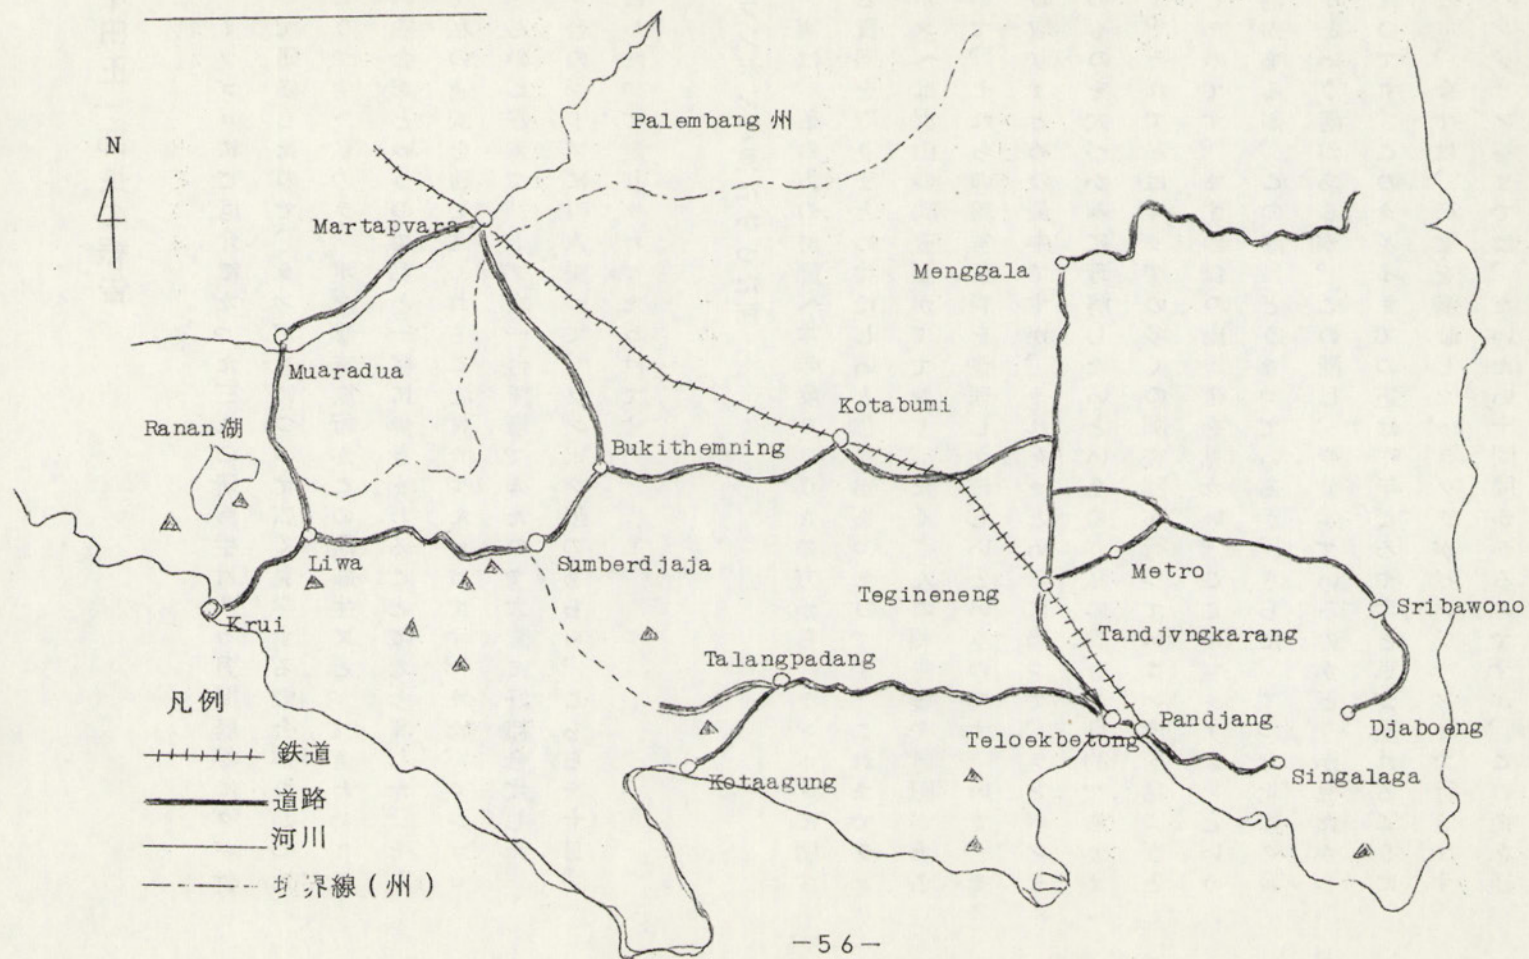 Palembang 州
N
Martapvara
Menggala
Muaradua
Kotabumi
Ranan 湖
Bukithemning
Liwa
Sumberdjaja
Metro
Tegineneng
Sribawono
Krui
Tandjvngkarang
Talangpadang
凡例
Pandjang
Djaboeng
Teloekbetong
鉄道
Kotaagung
Singalaga
道路
河川
境界線 (州)
-56-